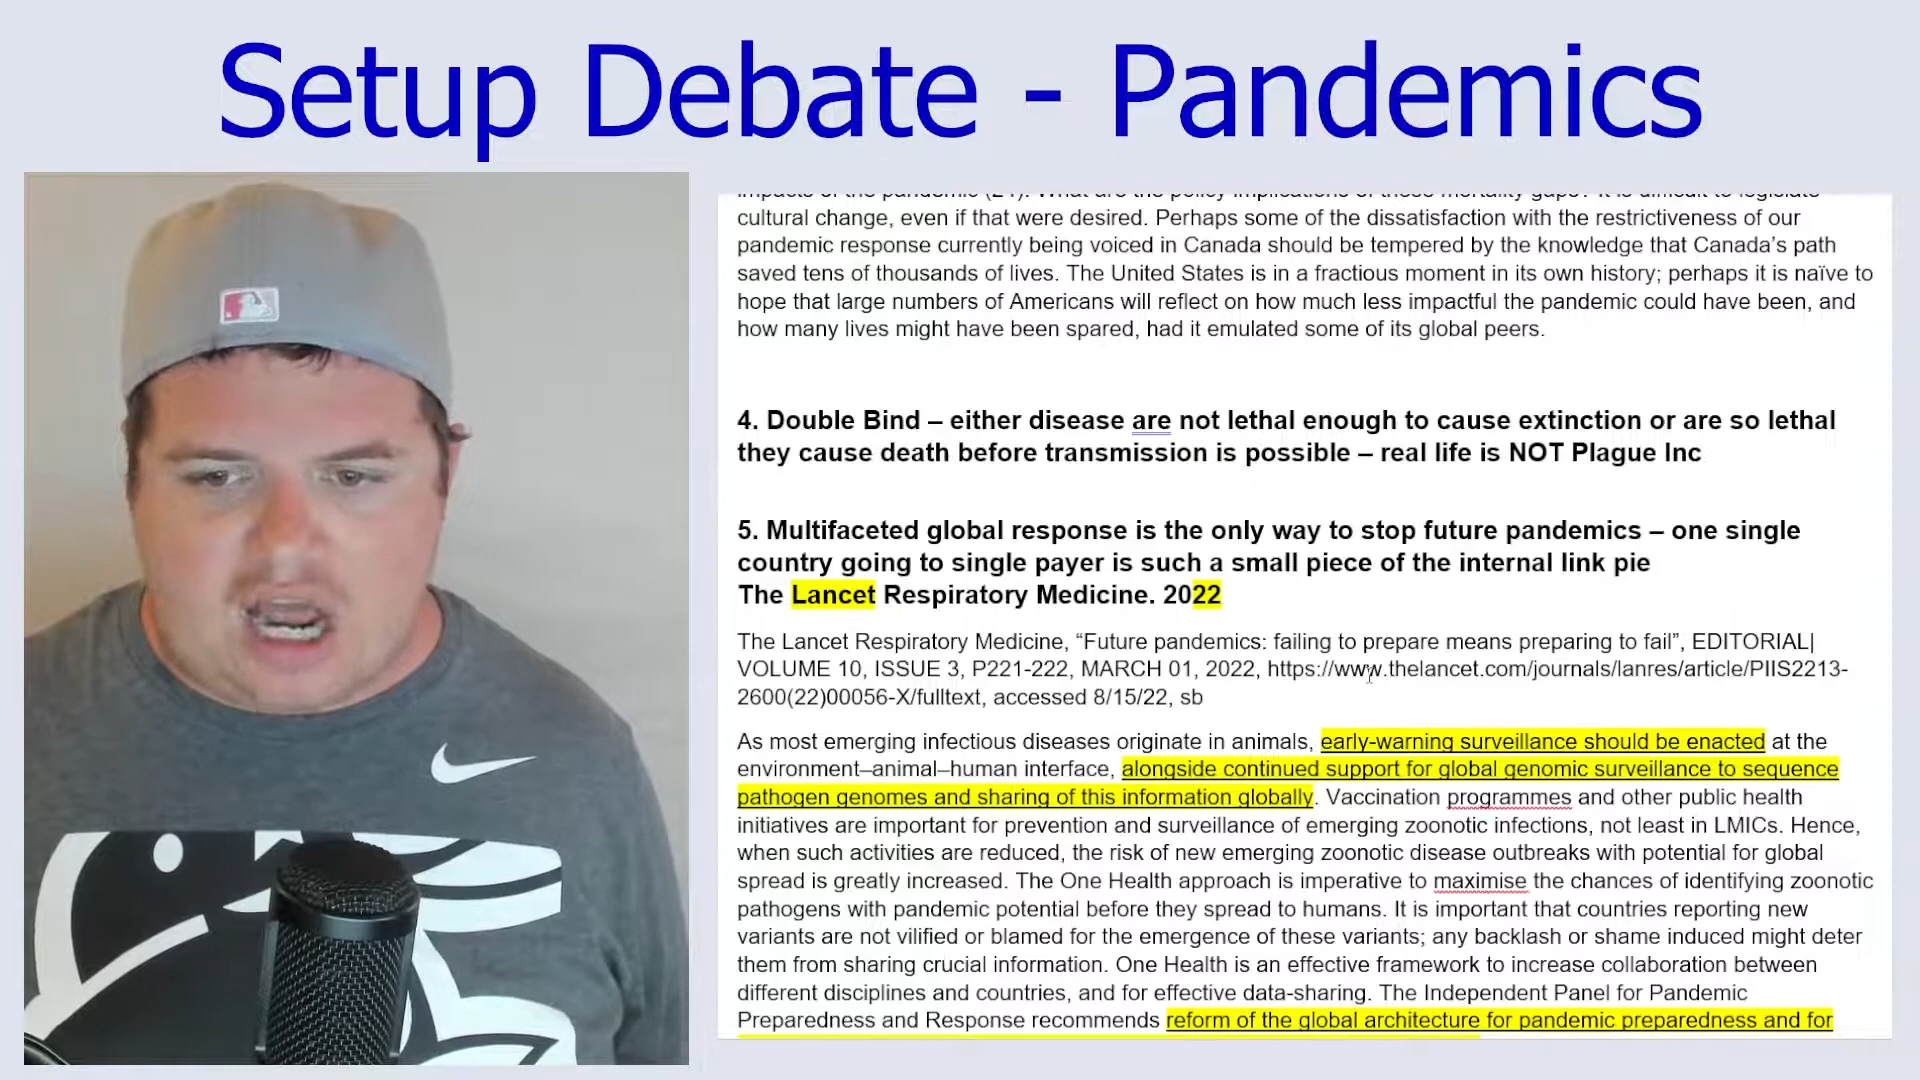 Setup Debate - Pandemics
impacts of the pandemic (24). What are the policy implications of these mortality gaps? It is difficult to legislate
cultural change, even if that were desired. Perhaps some of the dissatisfaction with the restrictiveness of our
pandemic response currently being voiced in Canada should be tempered by the knowledge that Canada’s path
saved tens of thousands of lives. The United States is in a fractious moment in its own history; perhaps it is naïve to
hope that large numbers of Americans will reflect on how much less impactful the pandemic could have been, and
how many lives might have been spared, had it emulated some of its global peers.
4. Double Bind – either disease are not lethal enough to cause extinction or are so lethal
they cause death before transmission is possible – real life is NOT Plague Inc
5. Multifaceted global response is the only way to stop future pandemics – one single
country going to single payer is such a small piece of the internal link pie
The Lancet Respiratory Medicine. 2022
The Lancet Respiratory Medicine, “Future pandemics: failing to prepare means preparing to fail”, EDITORIAL|
VOLUME 10, ISSUE 3, P221-222, MARCH 01, 2022, https://www.thelancet.com/journals/lanres/article/PIIS2213-
2600(22)00056-X/fulltext, accessed 8/15/22, sb
As most emerging infectious diseases originate in animals, early-warning surveillance should be enacted at the
environment–animal–human interface, alongside continued support for global genomic surveillance to sequence
pathogen genomes and sharing of this information globally. Vaccination programmes and other public health
initiatives are important for prevention and surveillance of emerging zoonotic infections, not least in LMICs. Hence,
when such activities are reduced, the risk of new emerging zoonotic disease outbreaks with potential for global
spread is greatly increased. The One Health approach is imperative to maximise the chances of identifying zoonotic
pathogens with pandemic potential before they spread to humans. It is important that countries reporting new
variants are not vilified or blamed for the emergence of these variants; any backlash or shame induced might deter
them from sharing crucial information. One Health is an effective framework to increase collaboration between
different disciplines and countries, and for effective data-sharing. The Independent Panel for Pandemic
Preparedness and Response recommends reform of the global architecture for pandemic preparedness and for